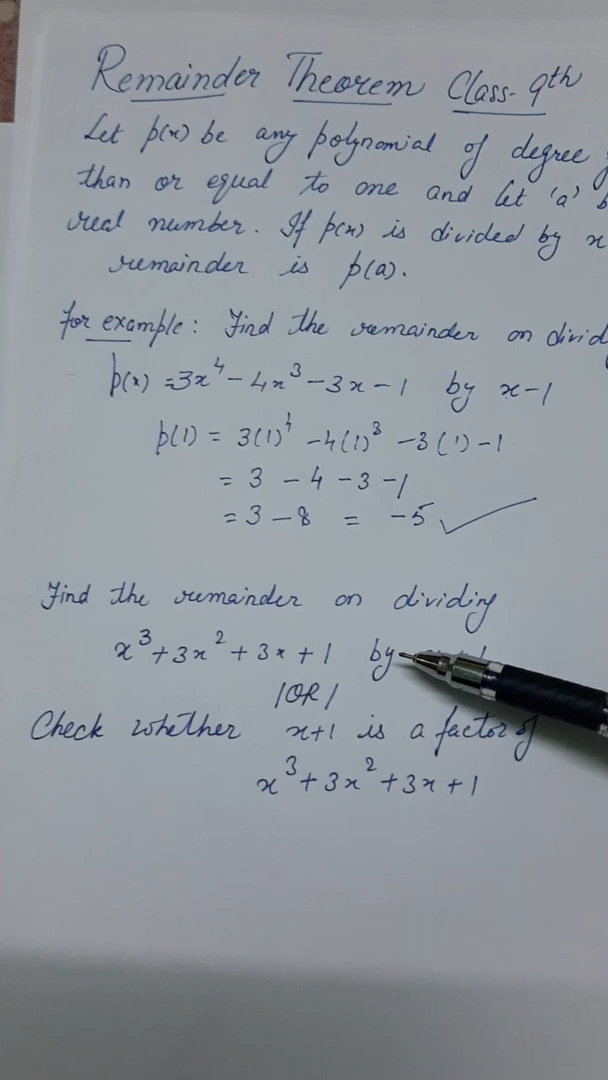 Remainder Theorem Class-9th
Let p(x) be any polynomial of degree
than or equal to one and let 'a' b
real number. If p(x) is divided by x
remainder is p(a).
For example: Find the remainder on divid
p(x) =3x⁴ - 4x³ - 3x - 1 by x-1
p(1) = 3(1)⁴ -4(1)³ -3(1) -1
= 3 - 4 - 3 -1
= 3 - 8 = -5 ✓
Find the remainder on dividing
x³ + 3x² + 3x + 1 by
/OR/
Check whether x+1 is a factor of
x³ + 3x² + 3x + 1